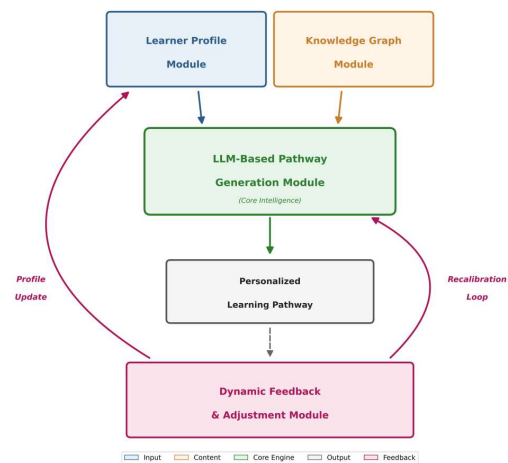 Learner Profile
Module
Knowledge Graph
Module
LLM-Based Pathway
Generation Module
(Core Intelligence)
Personalized
Learning Pathway
Profile
Update
Recalibration
Loop
Dynamic Feedback
& Adjustment Module
Input Content Core Engine Output Feedback